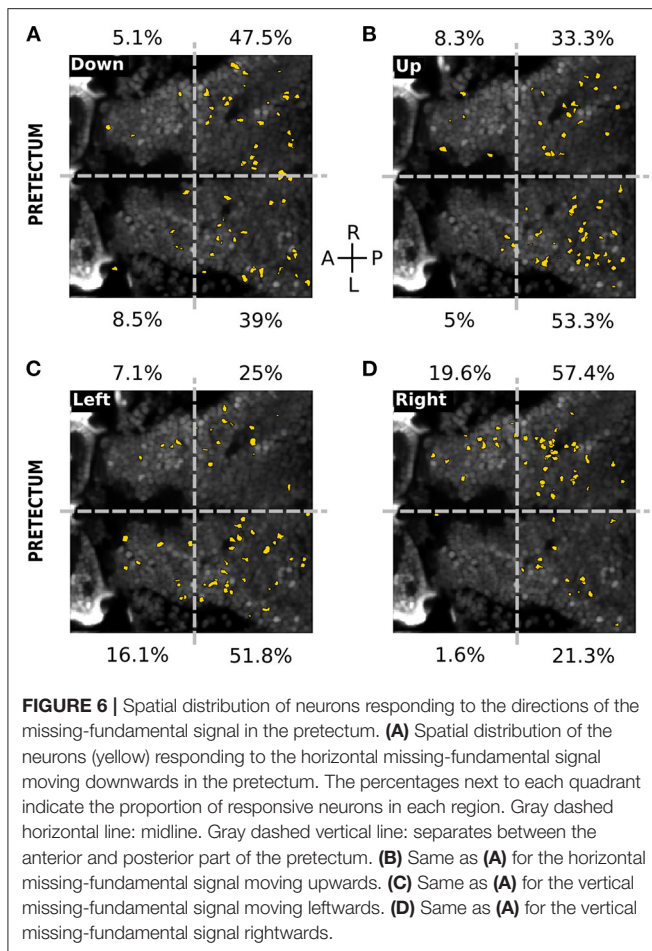 A 5.1% 47.5% B 8.3% 33.3%
Down Up
PRETECTUM
R
A P
L
8.5% 39% 5% 53.3%
C 7.1% 25% D 19.6% 57.4%
Left Right
PRETECTUM
16.1% 51.8% 1.6% 21.3%
FIGURE 6 | Spatial distribution of neurons responding to the directions of the
missing-fundamental signal in the pretectum. (A) Spatial distribution of the
neurons (yellow) responding to the horizontal missing-fundamental signal
moving downwards in the pretectum. The percentages next to each quadrant
indicate the proportion of responsive neurons in each region. Gray dashed
horizontal line: midline. Gray dashed vertical line: separates between the
anterior and posterior part of the pretectum. (B) Same as (A) for the horizontal
missing-fundamental signal moving upwards. (C) Same as (A) for the vertical
missing-fundamental signal moving leftwards. (D) Same as (A) for the vertical
missing-fundamental signal rightwards.